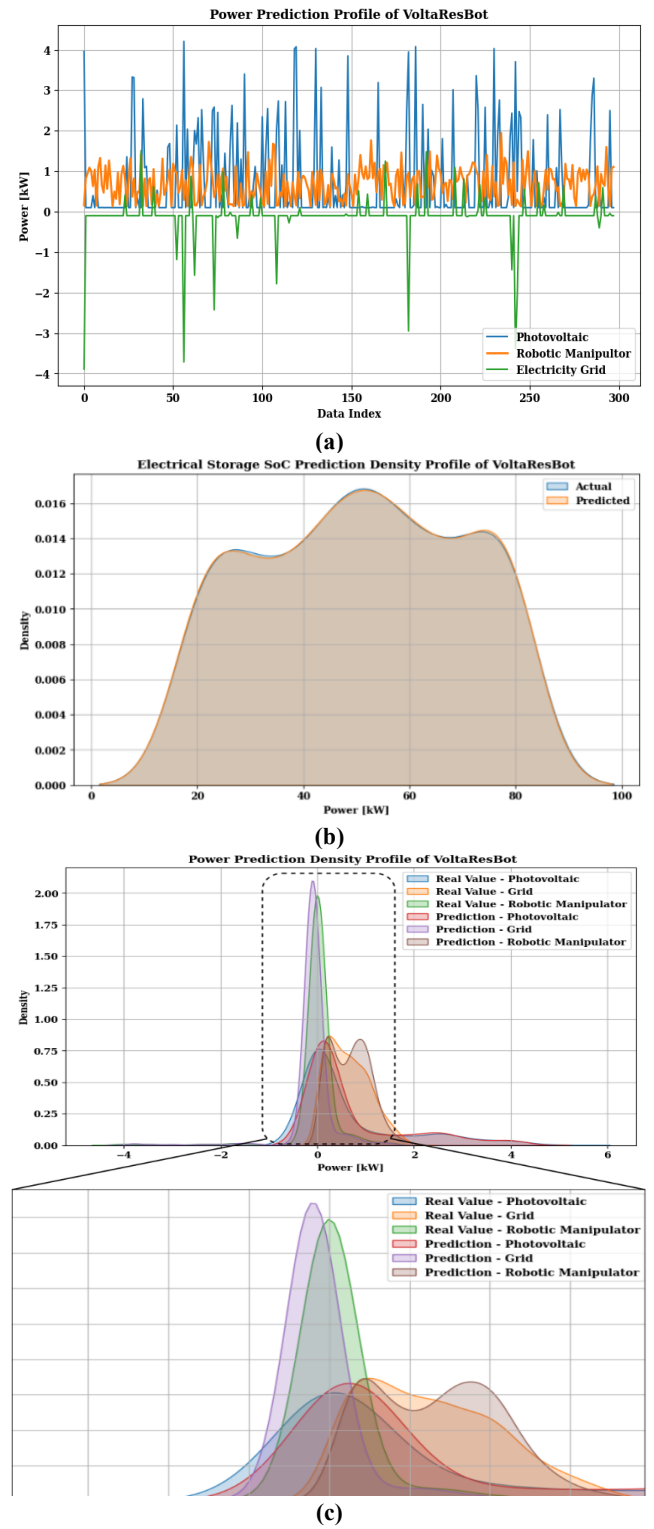 Power Prediction Profile of VoltaResBot
4
3
2
1
0
−1
−2
−3
−4
Power [kW]
Photovoltaic
Robotic Manipultor
Electricity Grid
0
50
100
150
200
250
300
Data Index
(a)
Electrical Storage SoC Prediction Density Profile of VoltaResBot
0.016
0.014
0.012
0.010
0.008
0.006
0.004
0.002
0.000
Density
Actual
Predicted
0
20
40
60
80
100
Power [kW]
(b)
Power Prediction Density Profile of VoltaResBot
2.00
1.75
1.50
1.25
1.00
0.75
0.50
0.25
0.00
Density
Real Value - Photovoltaic
Real Value - Grid
Real Value - Robotic Manipulator
Prediction - Photovoltaic
Prediction - Grid
Prediction - Robotic Manipulator
−4
−2
0
2
4
6
Power [kW]
Real Value - Photovoltaic
Real Value - Grid
Real Value - Robotic Manipulator
Prediction - Photovoltaic
Prediction - Grid
Prediction - Robotic Manipulator
(c)